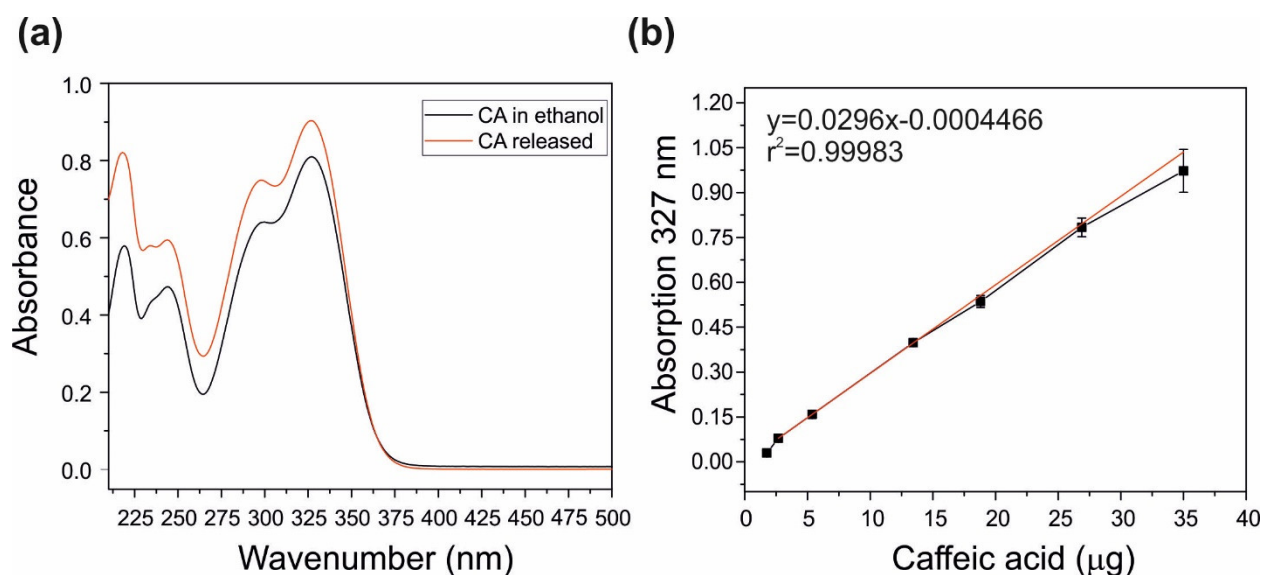 (a)
1.0
0.8
0.6
0.4
0.2
0.0
Absorbance
CA in ethanol
CA released
225 250 275 300 325 350 375 400 425 450 475 500
Wavenumber (nm)
(b)
1.20
1.05
0.90
0.75
0.60
0.45
0.30
0.15
0.00
Absorption 327 nm
y=0.0296x-0.0004466
r²=0.99983
0 5 10 15 20 25 30 35 40
Caffeic acid (μg)